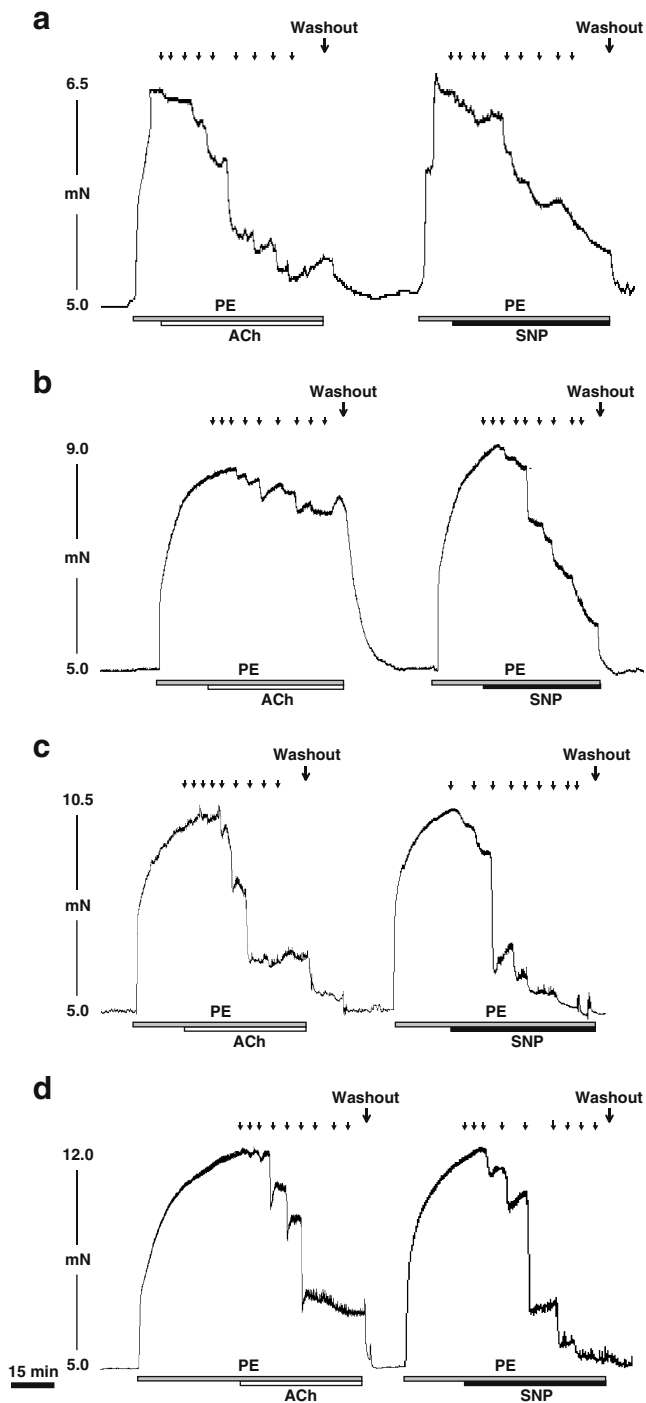 a
Washout Washout
6.5
mN
5.0
PE PE
ACh SNP
b
Washout Washout
9.0
mN
5.0
PE PE
ACh SNP
c
Washout Washout
10.5
mN
5.0
PE PE
ACh SNP
d
Washout Washout
12.0
mN
5.0
PE PE
15 min
ACh SNP